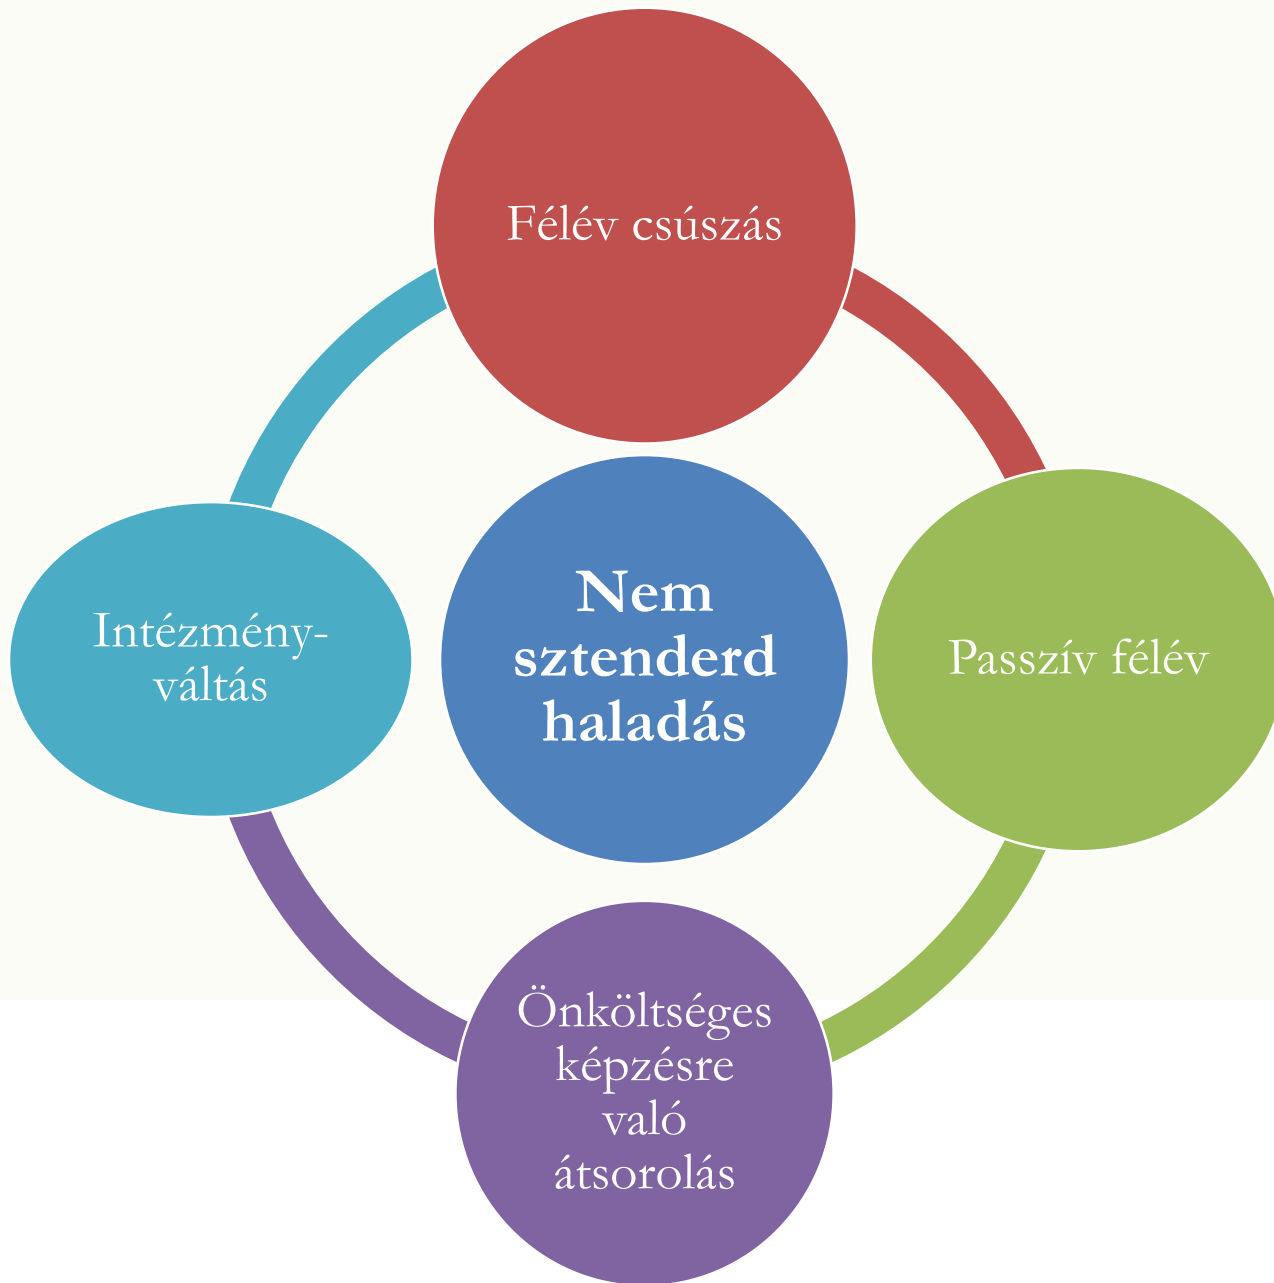 Félév csúszás
Nem
sztenderd
haladás
Intézmény-
váltás
Passzív félév
Önköltséges
képzésre
való
átsorolás